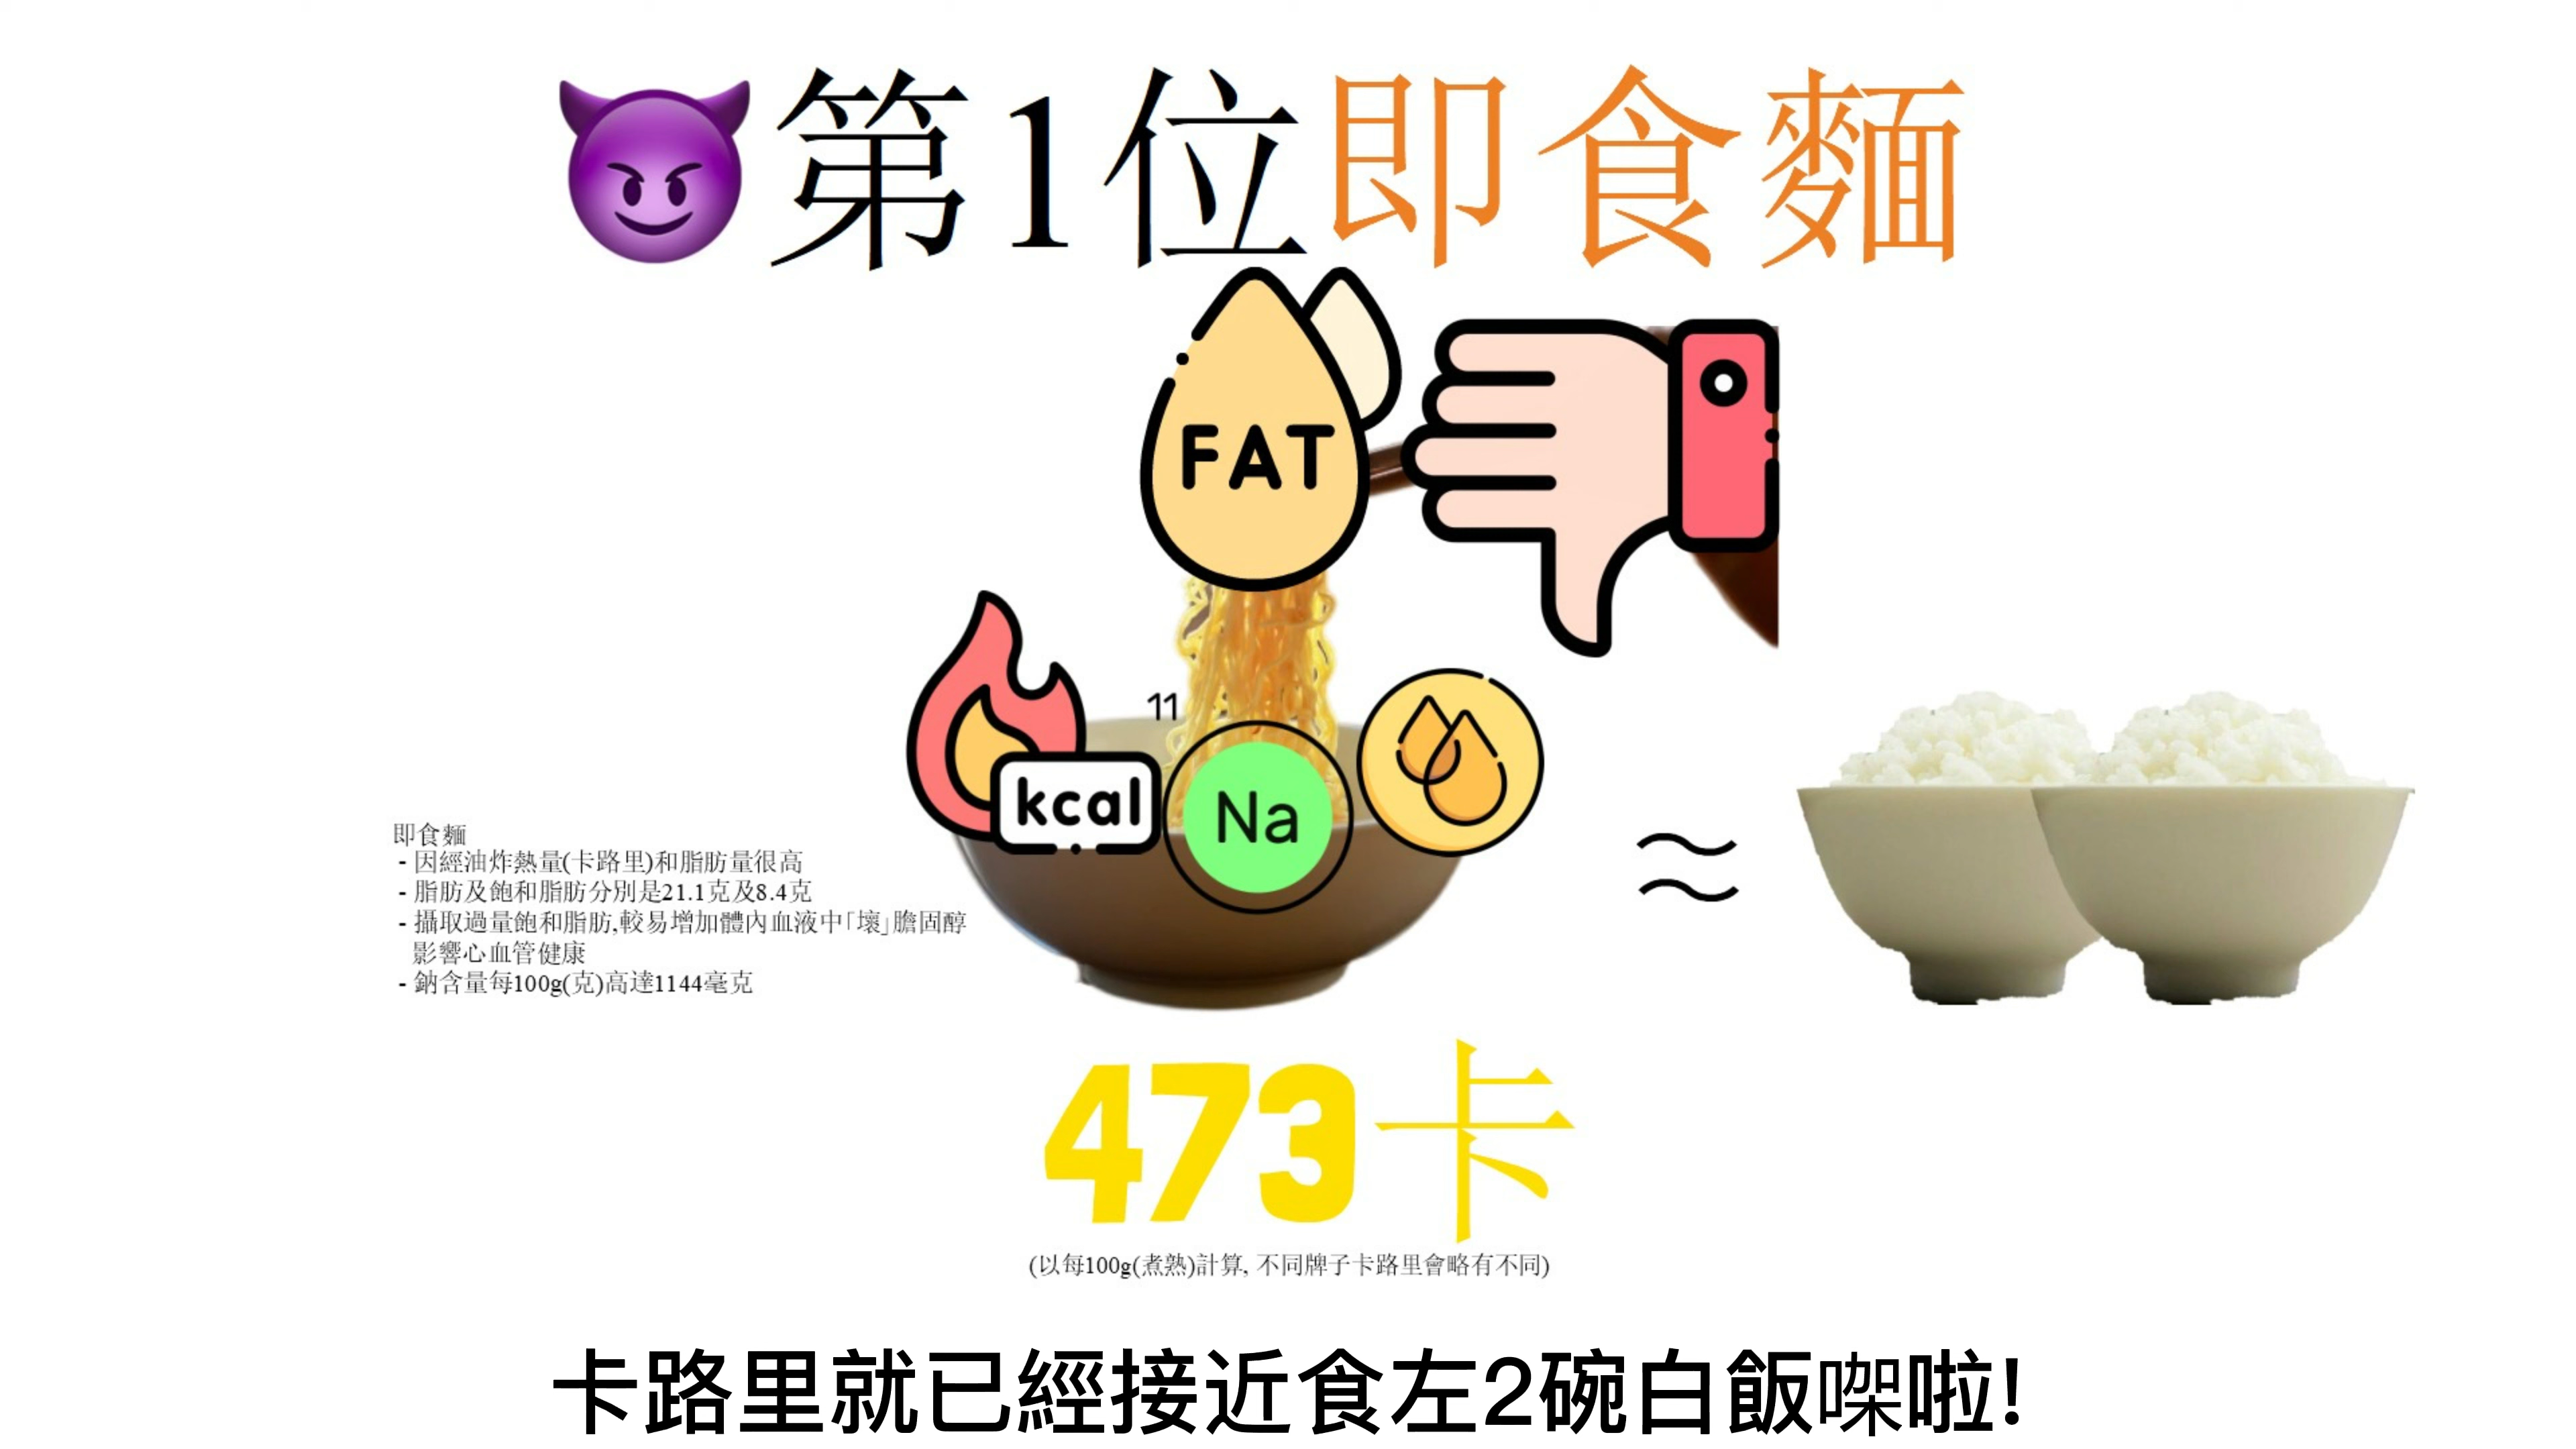 第1位即食麵
FAT
11
kcal
Na
即食麵
- 因經油炸熱量(卡路里)和脂肪量很高
- 脂肪及飽和脂肪分別是21.1克及8.4克
- 攝取過量飽和脂肪,較易增加體內血液中「壞」膽固醇
影響心血管健康
- 鈉含量每100g(克)高達1144毫克
473卡
(以每100g(煮熟)計算, 不同牌子卡路里會略有不同)
卡路里就已經接近食左2碗白飯㗎啦!